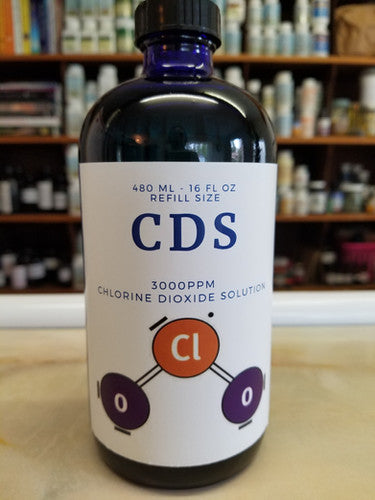 480 ML - 16 FL OZ
REFILL SIZE
CDS
3000PPM
CHLORINE DIOXIDE SOLUTION
Cl
O O